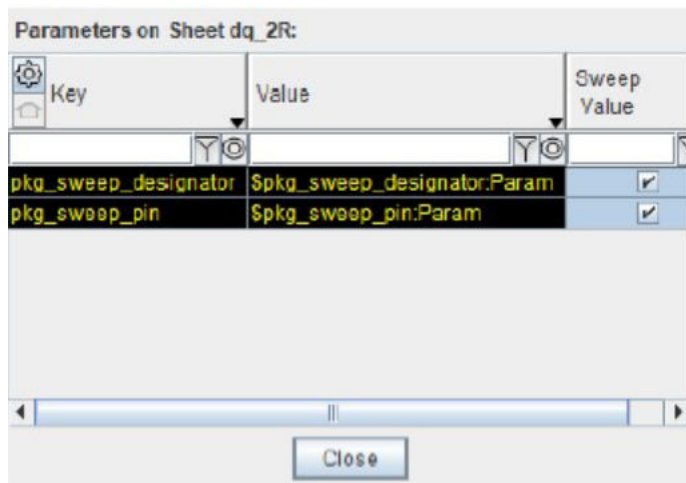 Parameters on Sheet dq_2R:
Key Value Sweep Value
pkg_sweep_designator $pkg_sweep_designator:Param
pkg_sweep_pin $pkg_sweep_pin:Param
Close